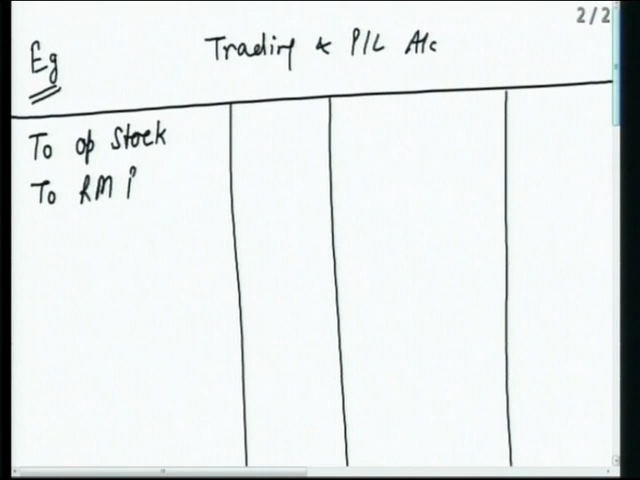 2/2
Eg
Trading & P/L A/c
To op Stock
To RM i